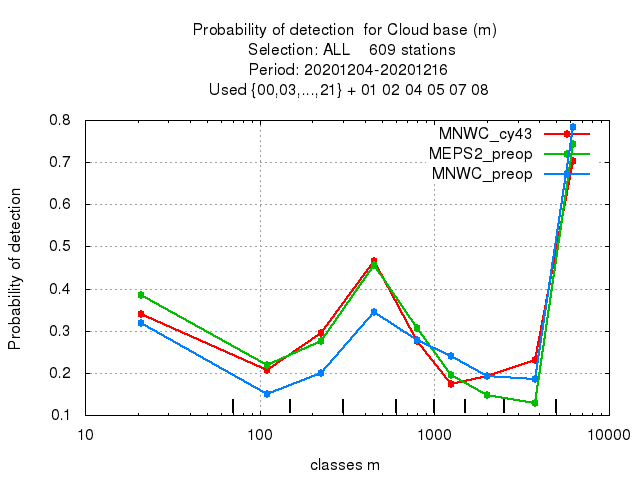 Probability of detection  for Cloud base (m)
Selection: ALL    609 stations
Period: 20201204-20201216
Used {00,03,...,21} + 01 02 04 05 07 08
MNWC_cy43
MEPS2_preop
MNWC_preop
Probability of detection
0.8
0.7
0.6
0.5
0.4
0.3
0.2
0.1
10
100
1000
10000
classes m